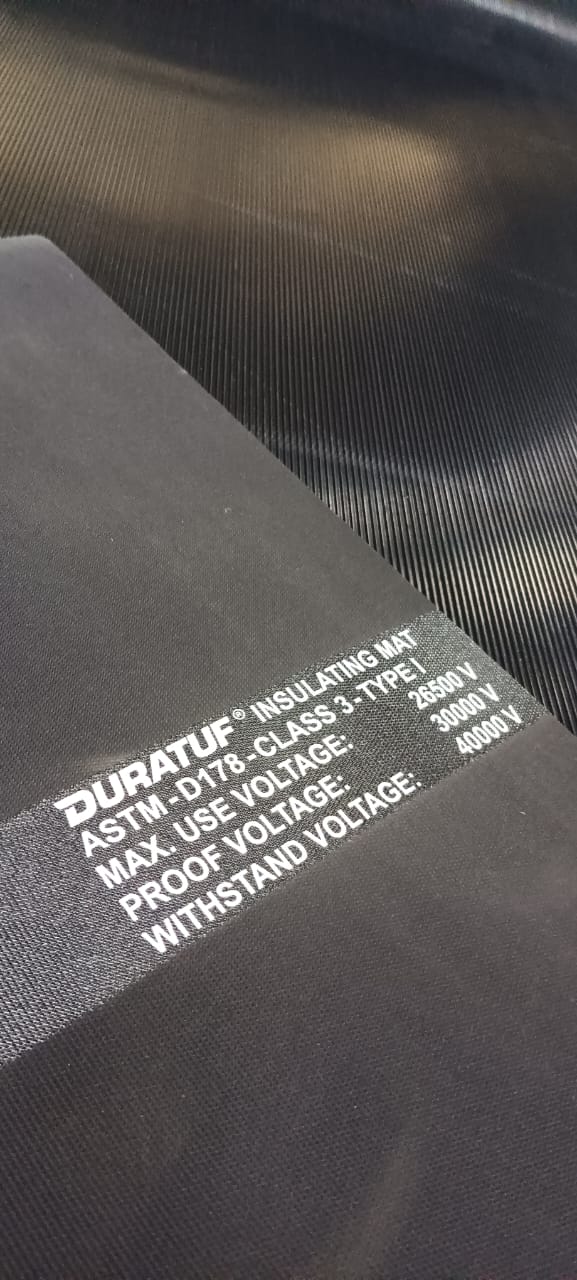 DURATUF® INSULATING MAT
ASTM-D178-CLASS 3-TYPE I
MAX. USE VOLTAGE: 26500 V
PROOF VOLTAGE: 30000 V
WITHSTAND VOLTAGE: 40000 V